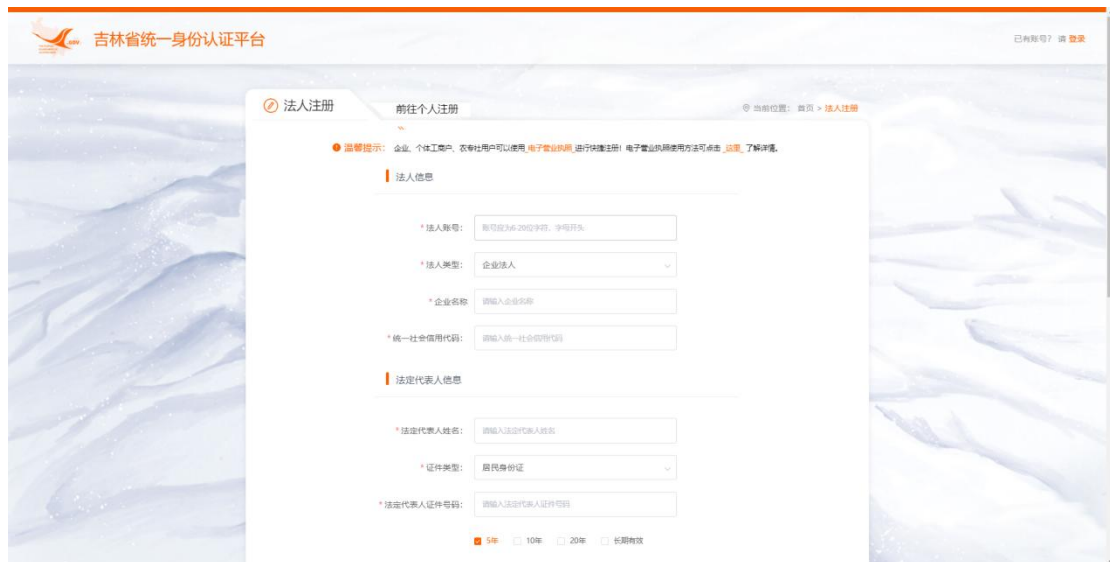 吉林省统一身份认证平台
已有账号? 请 登录
法人注册
前往个人注册
当前位置: 首页 > 法人注册
温馨提示: 企业、个体工商户、农专社用户可以使用 电子营业执照 进行快捷注册! 电子营业执照使用方法可点击 这里 了解详情。
法人信息
* 法人账号:
账号应为6-20位字符, 字母开头
* 法人类型:
企业法人
* 企业名称
请输入企业名称
* 统一社会信用代码:
请输入统一社会信用代码
法定代表人信息
* 法定代表人姓名:
请输入法定代表人姓名
* 证件类型:
居民身份证
* 法定代表人证件号码:
请输入法定代表人证件号码
5年 10年 20年 长期有效